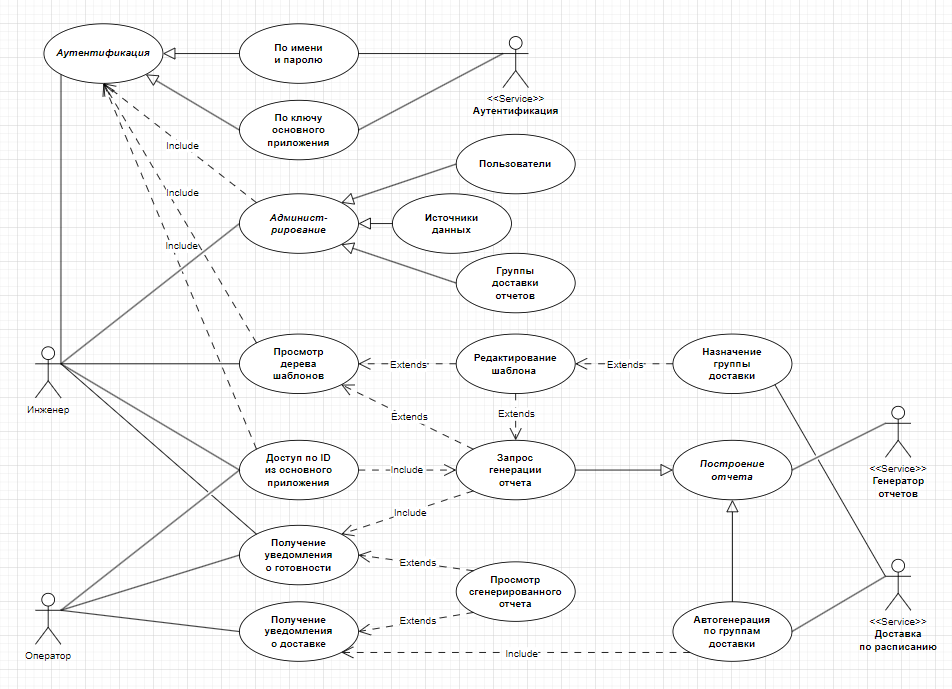 Аутентификация
По имени
и паролю
<<Service>>
Аутентификация
По ключу
основного
приложения
Include
Пользователи
Include
Админист-
рирование
Источники
данных
Include
Группы
доставки
отчетов
Инженер
Просмотр
дерева
шаблонов
Extends
Редактирование
шаблона
Extends
Назначение
группы
доставки
Extends
Extends
Доступ по ID
из основного
приложения
Include
Запрос
генерации
отчета
Построение
отчета
<<Service>>
Генератор
отчетов
Include
Получение
уведомления
о готовности
Extends
Просмотр
сгенерированного
отчета
Extends
Оператор
Получение
уведомления
о доставке
Include
Автогенерация
по группам
доставки
<<Service>>
Доставка
по расписанию